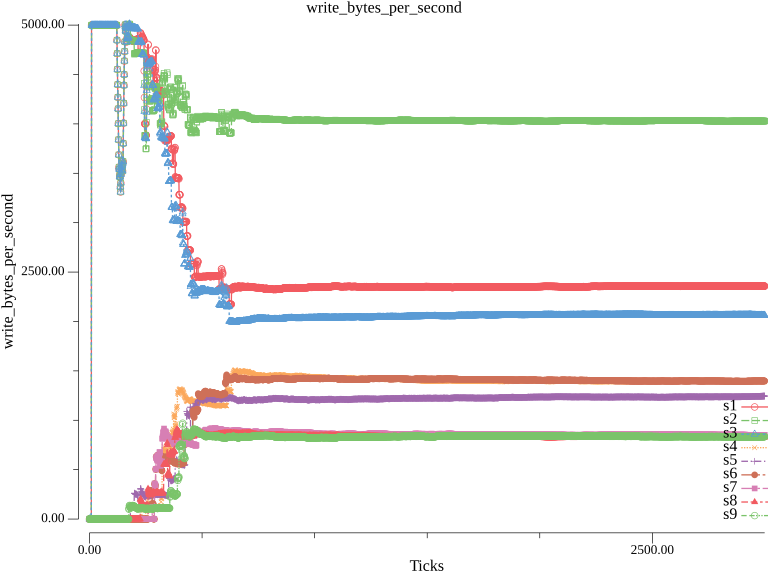 write_bytes_per_second
5000.00
write_bytes_per_second
2500.00
0.00
0.00
2500.00
Ticks
s1
s2
s3
s4
s5
s6
s7
s8
s9